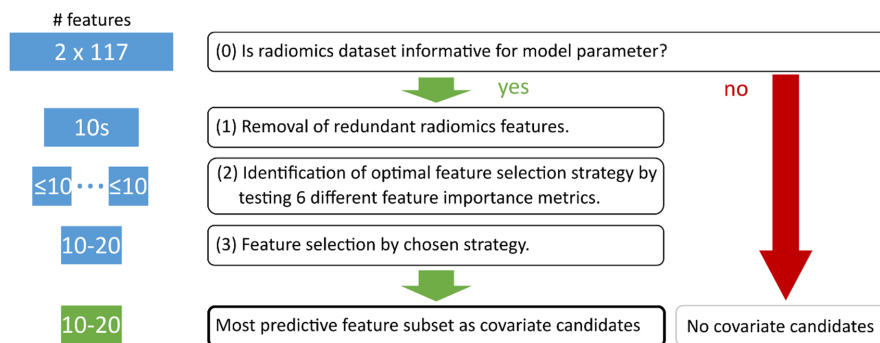 # features
2 x 117
(0) Is radiomics dataset informative for model parameter?
yes
no
10s
(1) Removal of redundant radiomics features.
≤10 ••• ≤10
(2) Identification of optimal feature selection strategy by
testing 6 different feature importance metrics.
10-20
(3) Feature selection by chosen strategy.
10-20
Most predictive feature subset as covariate candidates
No covariate candidates